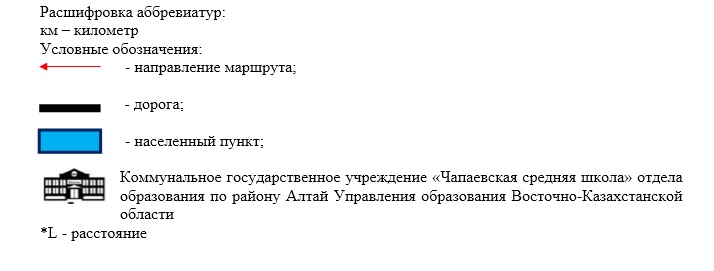 Расшифровка аббревиатур:
км – километр
Условные обозначения:
- направление маршрута;
- дорога;
- населенный пункт;
Коммунальное государственное учреждение «Чапаевская средняя школа» отдела
образования по району Алтай Управления образования Восточно-Казахстанской
области
*L - расстояние